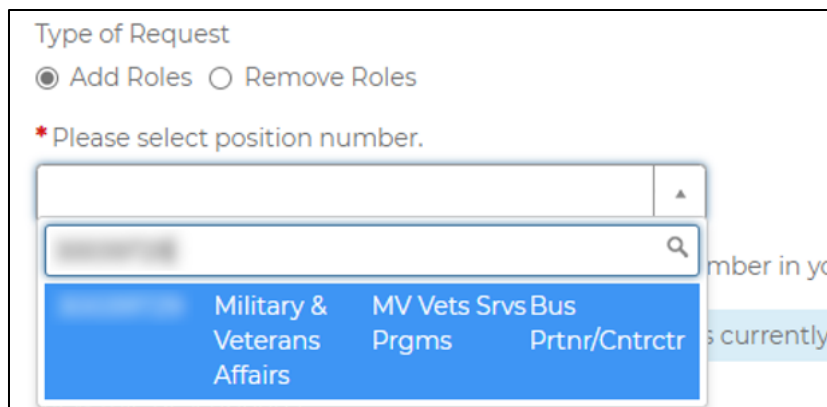 Type of Request
Add Roles Remove Roles
*Please select position number.
mber in yo
Military & MV Vets Srvs Bus
Veterans Prgms Prtnr/Cntrctr
s currently
Affairs